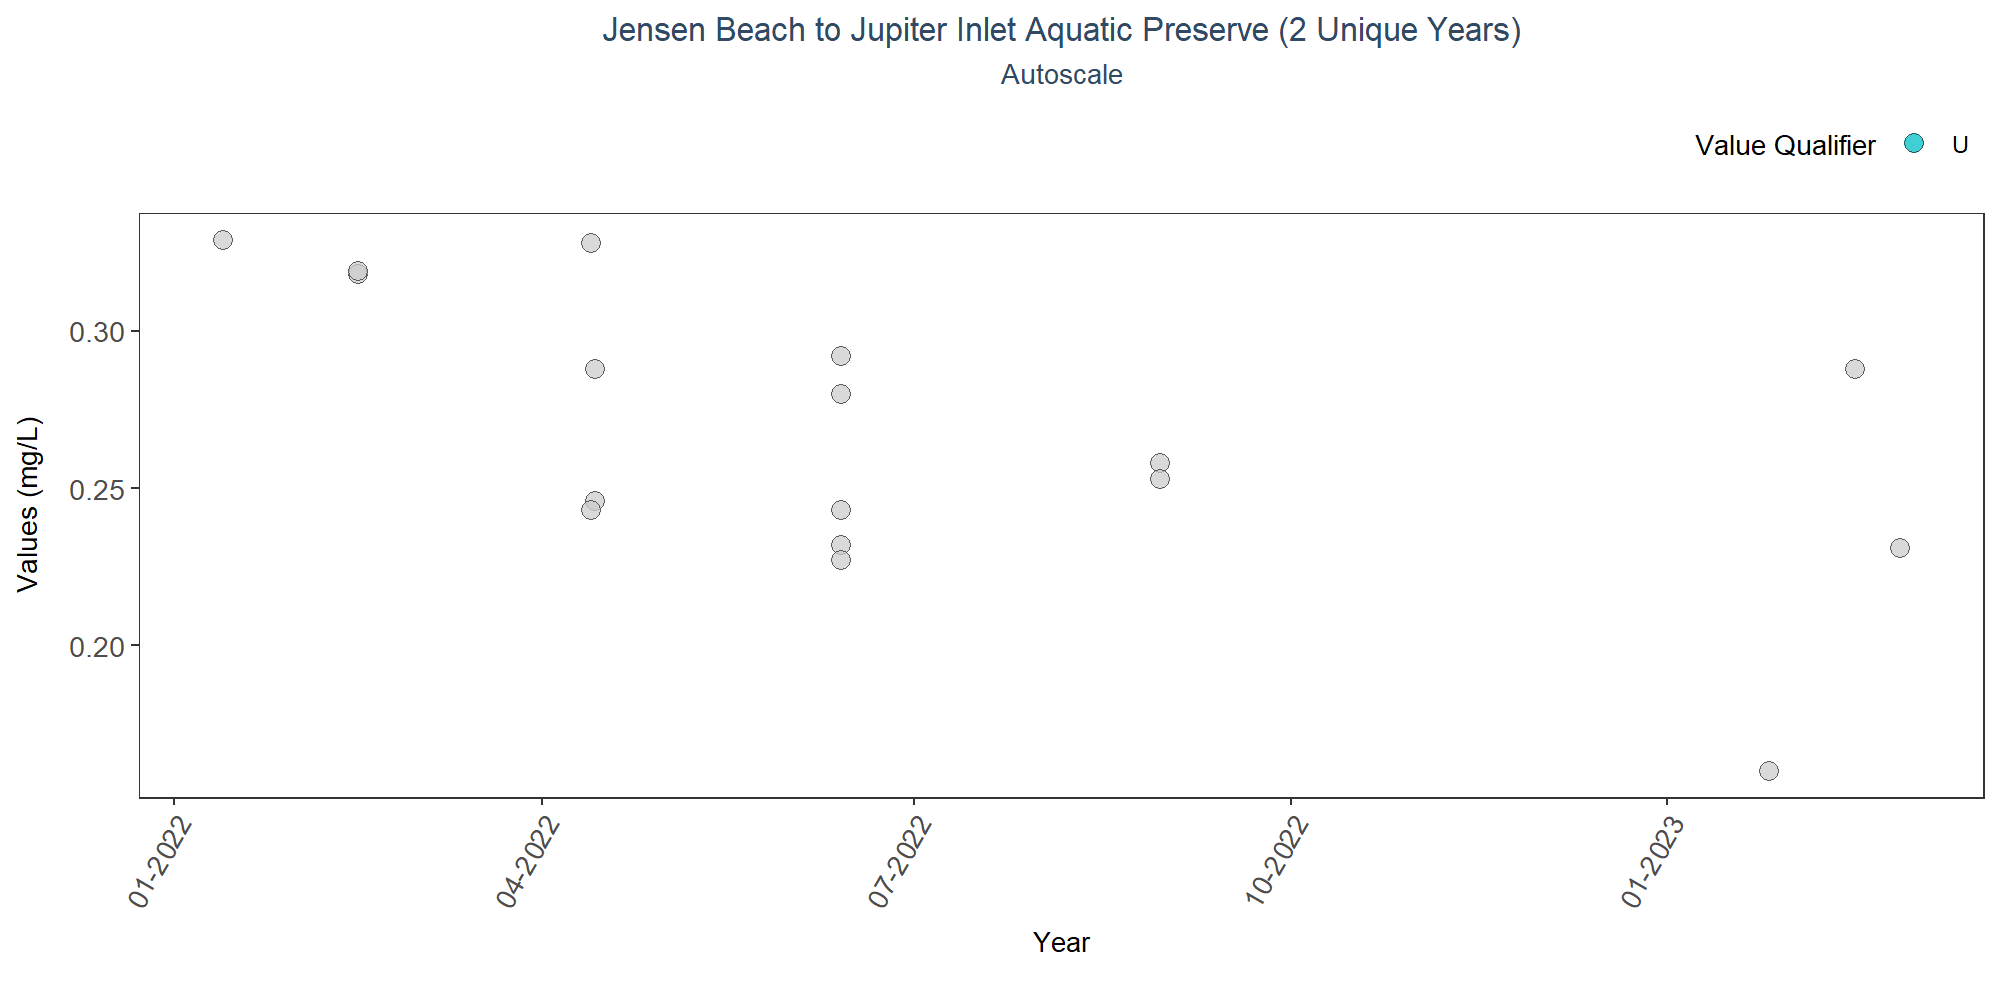 Jensen Beach to Jupiter Inlet Aquatic Preserve (2 Unique Years)
Autoscale
Value Qualifier U
Values (mg/L)
0.30
0.25
0.20
01-2022
04-2022
07-2022
10-2022
01-2023
Year